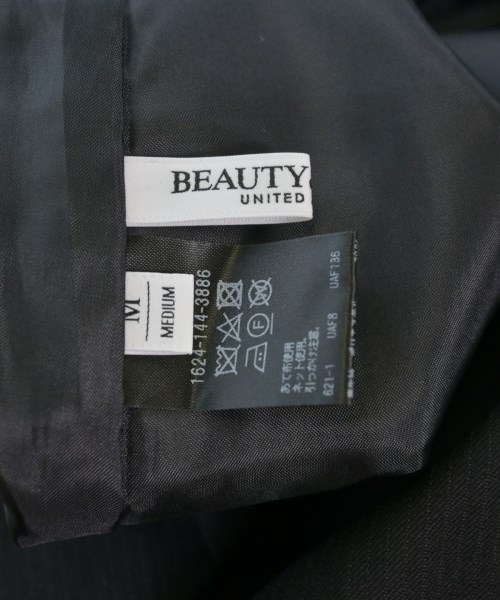 BEAUTY
UNITED
M
MEDIUM
1624-144-3886
あて布使用
ネット使用。
引っかけ注意。
621-1 UAF8 UAF136